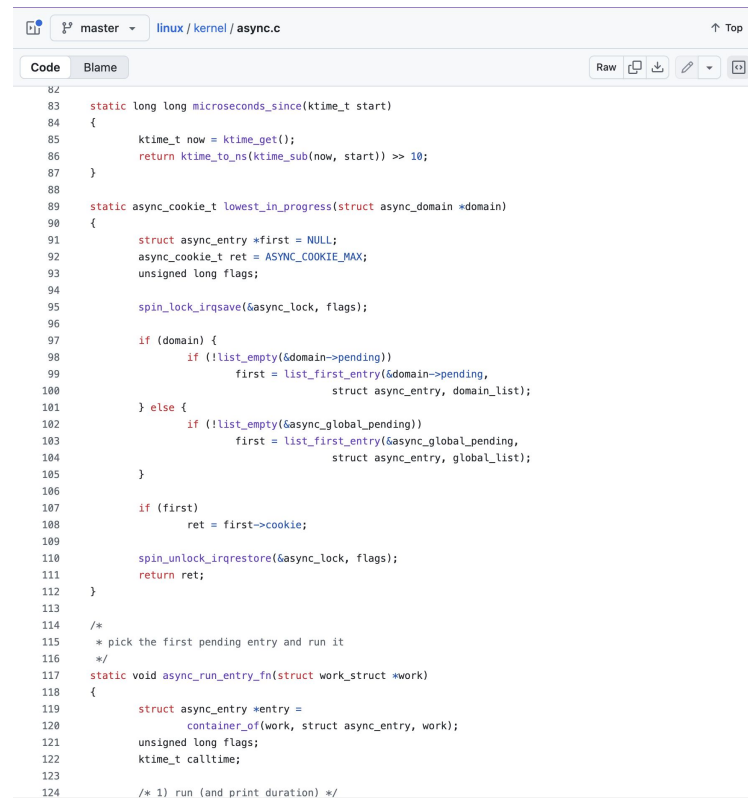 master linux / kernel / async.c Top
Code Blame Raw
82
83 static long long microseconds_since(ktime_t start)
84 {
85 ktime_t now = ktime_get();
86 return ktime_to_ns(ktime_sub(now, start)) >> 10;
87 }
88
89 static async_cookie_t lowest_in_progress(struct async_domain *domain)
90 {
91 struct async_entry *first = NULL;
92 async_cookie_t ret = ASYNC_COOKIE_MAX;
93 unsigned long flags;
94
95 spin_lock_irqsave(&async_lock, flags);
96
97 if (domain) {
98 if (!list_empty(&domain->pending))
99 first = list_first_entry(&domain->pending,
100 struct async_entry, domain_list);
101 } else {
102 if (!list_empty(&async_global_pending))
103 first = list_first_entry(&async_global_pending,
104 struct async_entry, global_list);
105 }
106
107 if (first)
108 ret = first->cookie;
109
110 spin_unlock_irqrestore(&async_lock, flags);
111 return ret;
112 }
113
114 /*
115 * pick the first pending entry and run it
116 */
117 static void async_run_entry_fn(struct work_struct *work)
118 {
119 struct async_entry *entry =
120 container_of(work, struct async_entry, work);
121 unsigned long flags;
122 ktime_t calltime;
123
124 /* 1) run (and print duration) */